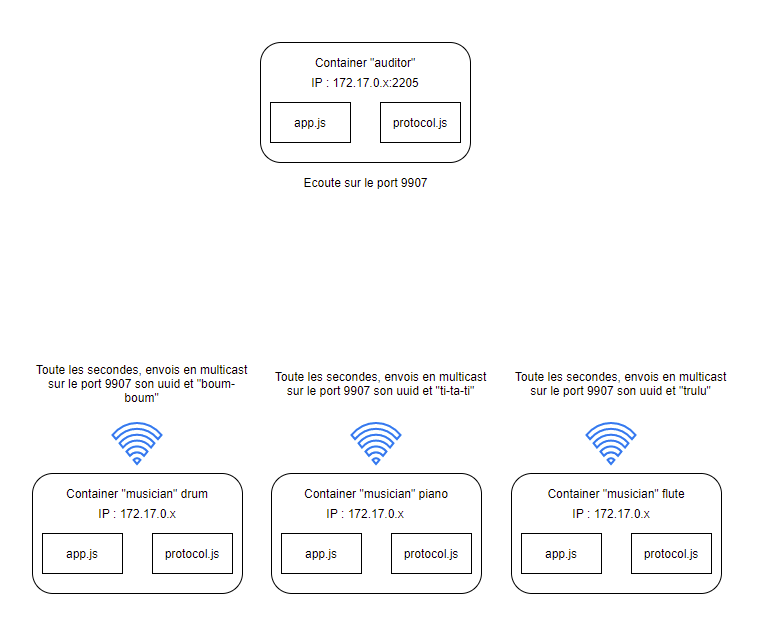 Container "auditor"
IP : 172.17.0.x:2205
app.js
protocol.js
Ecoute sur le port 9907
Toute les secondes, envois en multicast
sur le port 9907 son uuid et "boum-
boum"
Toute les secondes, envois en multicast
sur le port 9907 son uuid et "ti-ta-ti"
Toute les secondes, envois en multicast
sur le port 9907 son uuid et "trulu"
Container "musician" drum
IP : 172.17.0.x
app.js
protocol.js
Container "musician" piano
IP : 172.17.0.x
app.js
protocol.js
Container "musician" flute
IP : 172.17.0.x
app.js
protocol.js